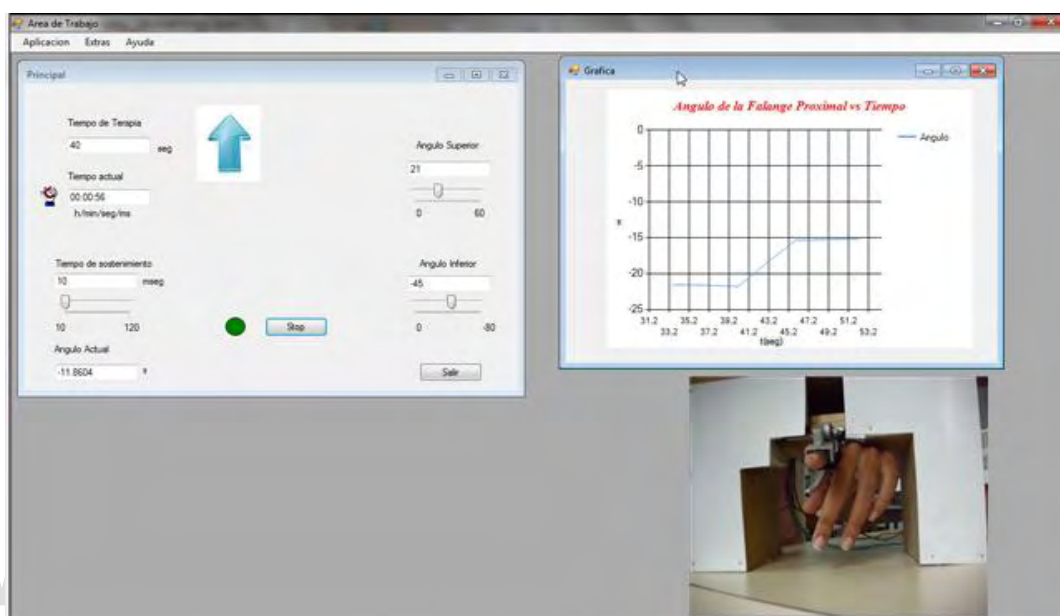 Area de Trabajo
Aplicacion Extras Ayuda
Principal
Tiempo de Terapia
40 seg
Tiempo actual
00:00:56
h/min/seg/ms
Tiempo de sostenimiento
10 mseg
10 120
Angulo Actual
-11.8604 º
Stop
Angulo Superior
21
0 60
Angulo Inferior
-45
0 -80
Salir
Grafica
Angulo de la Falange Proximal vs Tiempo
Angulo
0
-5
-10
-15
-20
-25
31.2 35.2 39.2 43.2 47.2 51.2
33.2 37.2 41.2 45.2 49.2 53.2
t(seg)